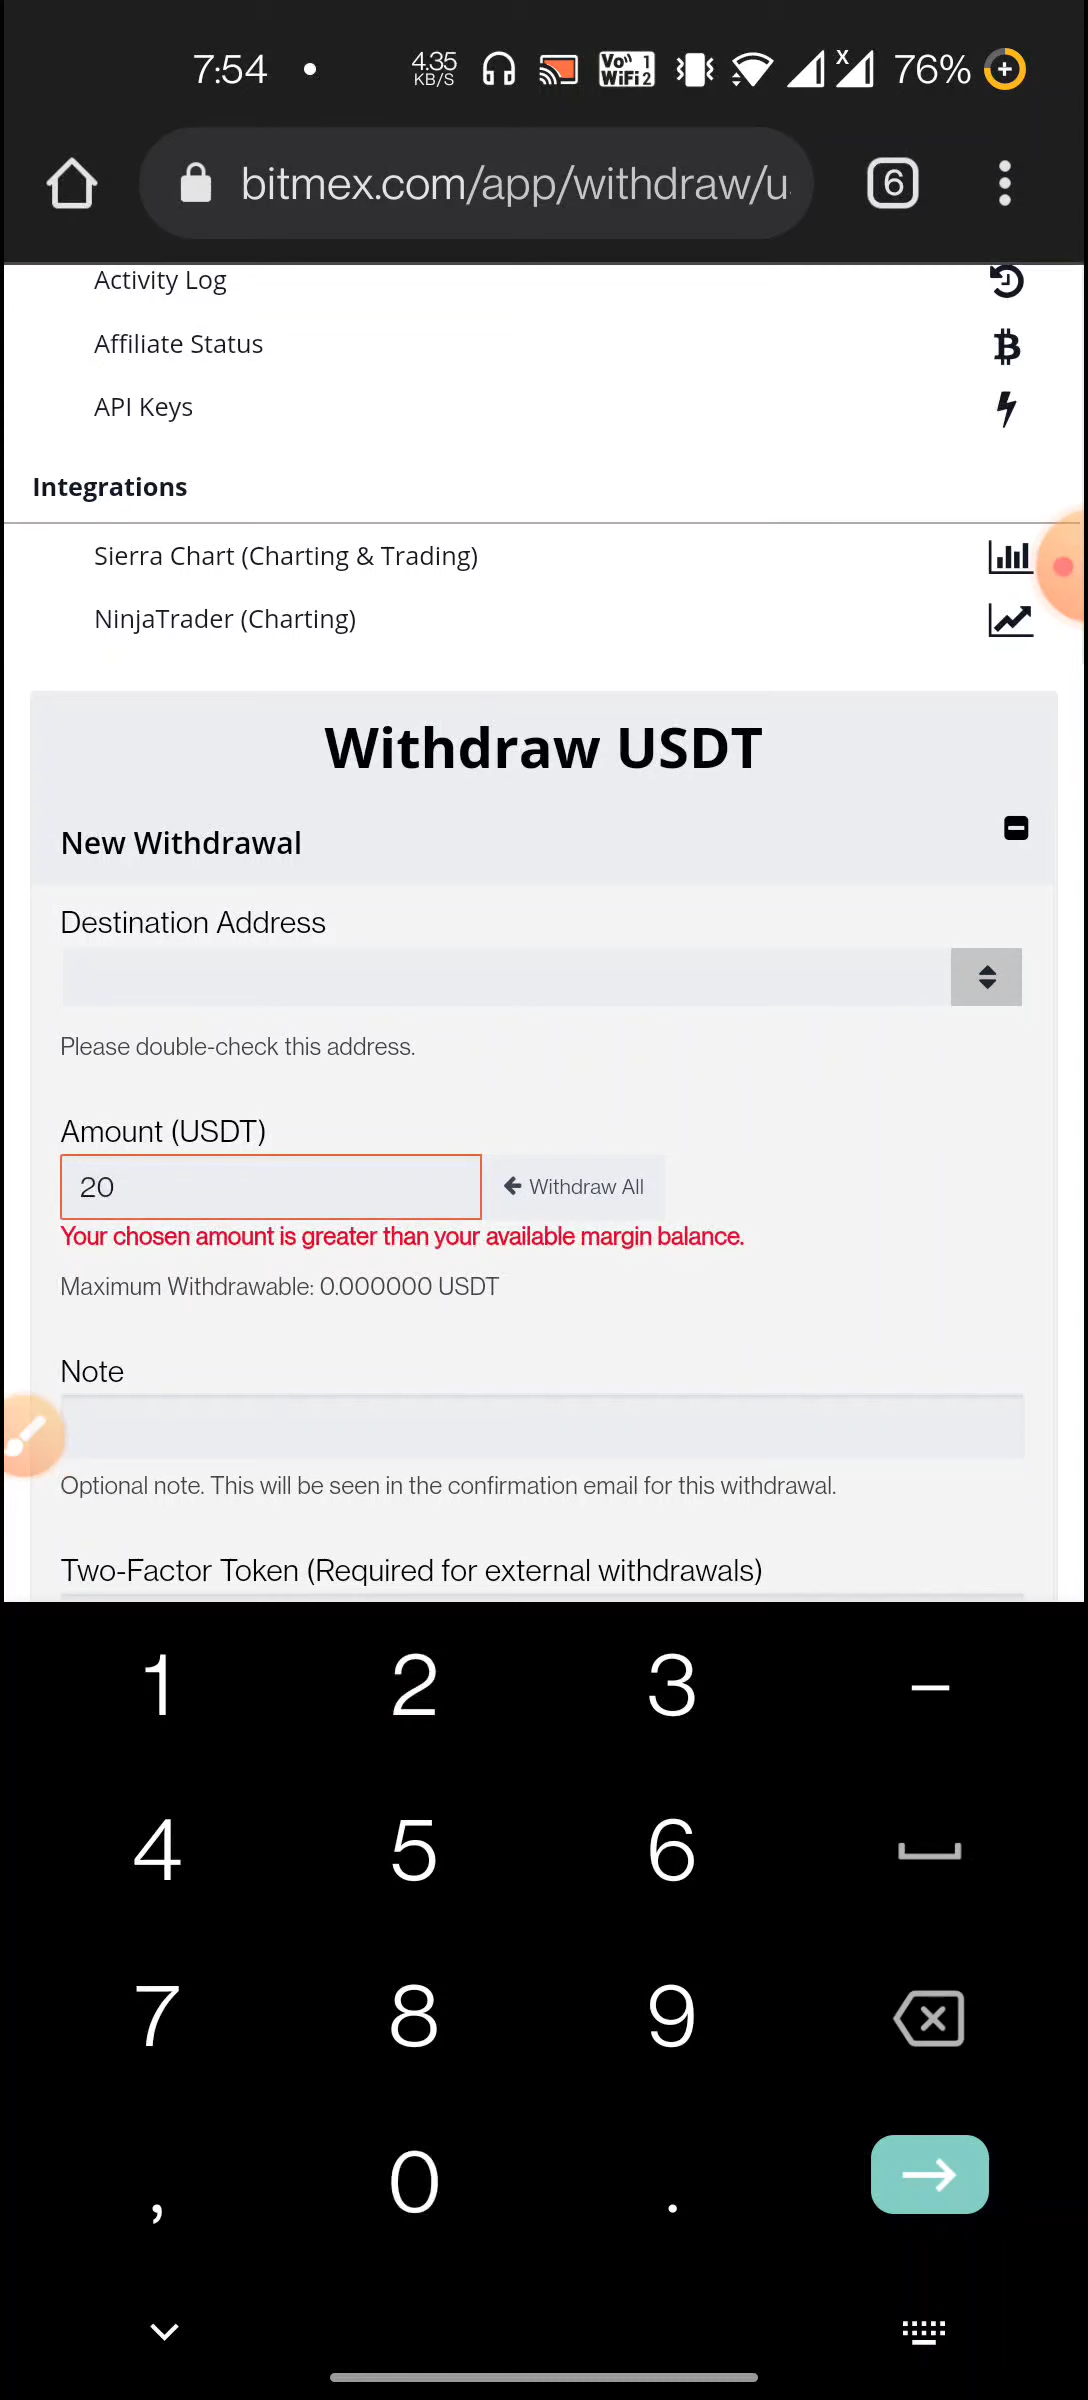 7:54
4.35
KB/S
Vo 1
WiFi 2
X
76%
bitmex.com/app/withdraw/u
6
Activity Log
Affiliate Status
API Keys
Integrations
Sierra Chart (Charting & Trading)
NinjaTrader (Charting)
Withdraw USDT
New Withdrawal
Destination Address
Please double-check this address.
Amount (USDT)
20
Withdraw All
Your chosen amount is greater than your available margin balance.
Maximum Withdrawable: 0.000000 USDT
Note
Optional note. This will be seen in the confirmation email for this withdrawal.
Two-Factor Token (Required for external withdrawals)
1 2 3 –
4 5 6
7 8 9
, 0 .